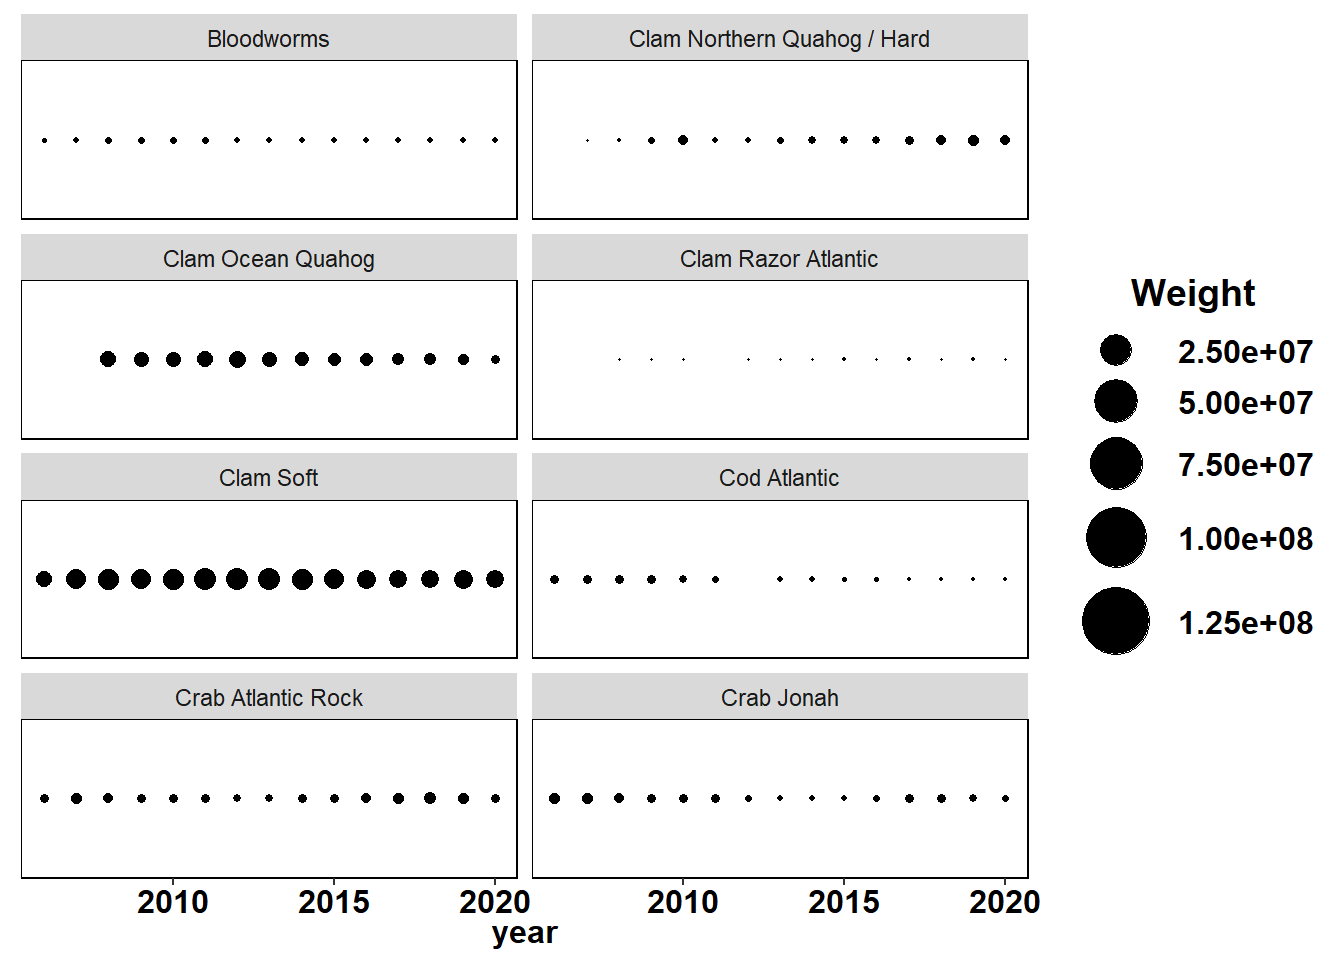 Bloodworms
Clam Northern Quahog / Hard
Clam Ocean Quahog
Clam Razor Atlantic
Clam Soft
Cod Atlantic
Crab Atlantic Rock
Crab Jonah
2010 2015 2020 2010 2015 2020
year
Weight
2.50e+07
5.00e+07
7.50e+07
1.00e+08
1.25e+08